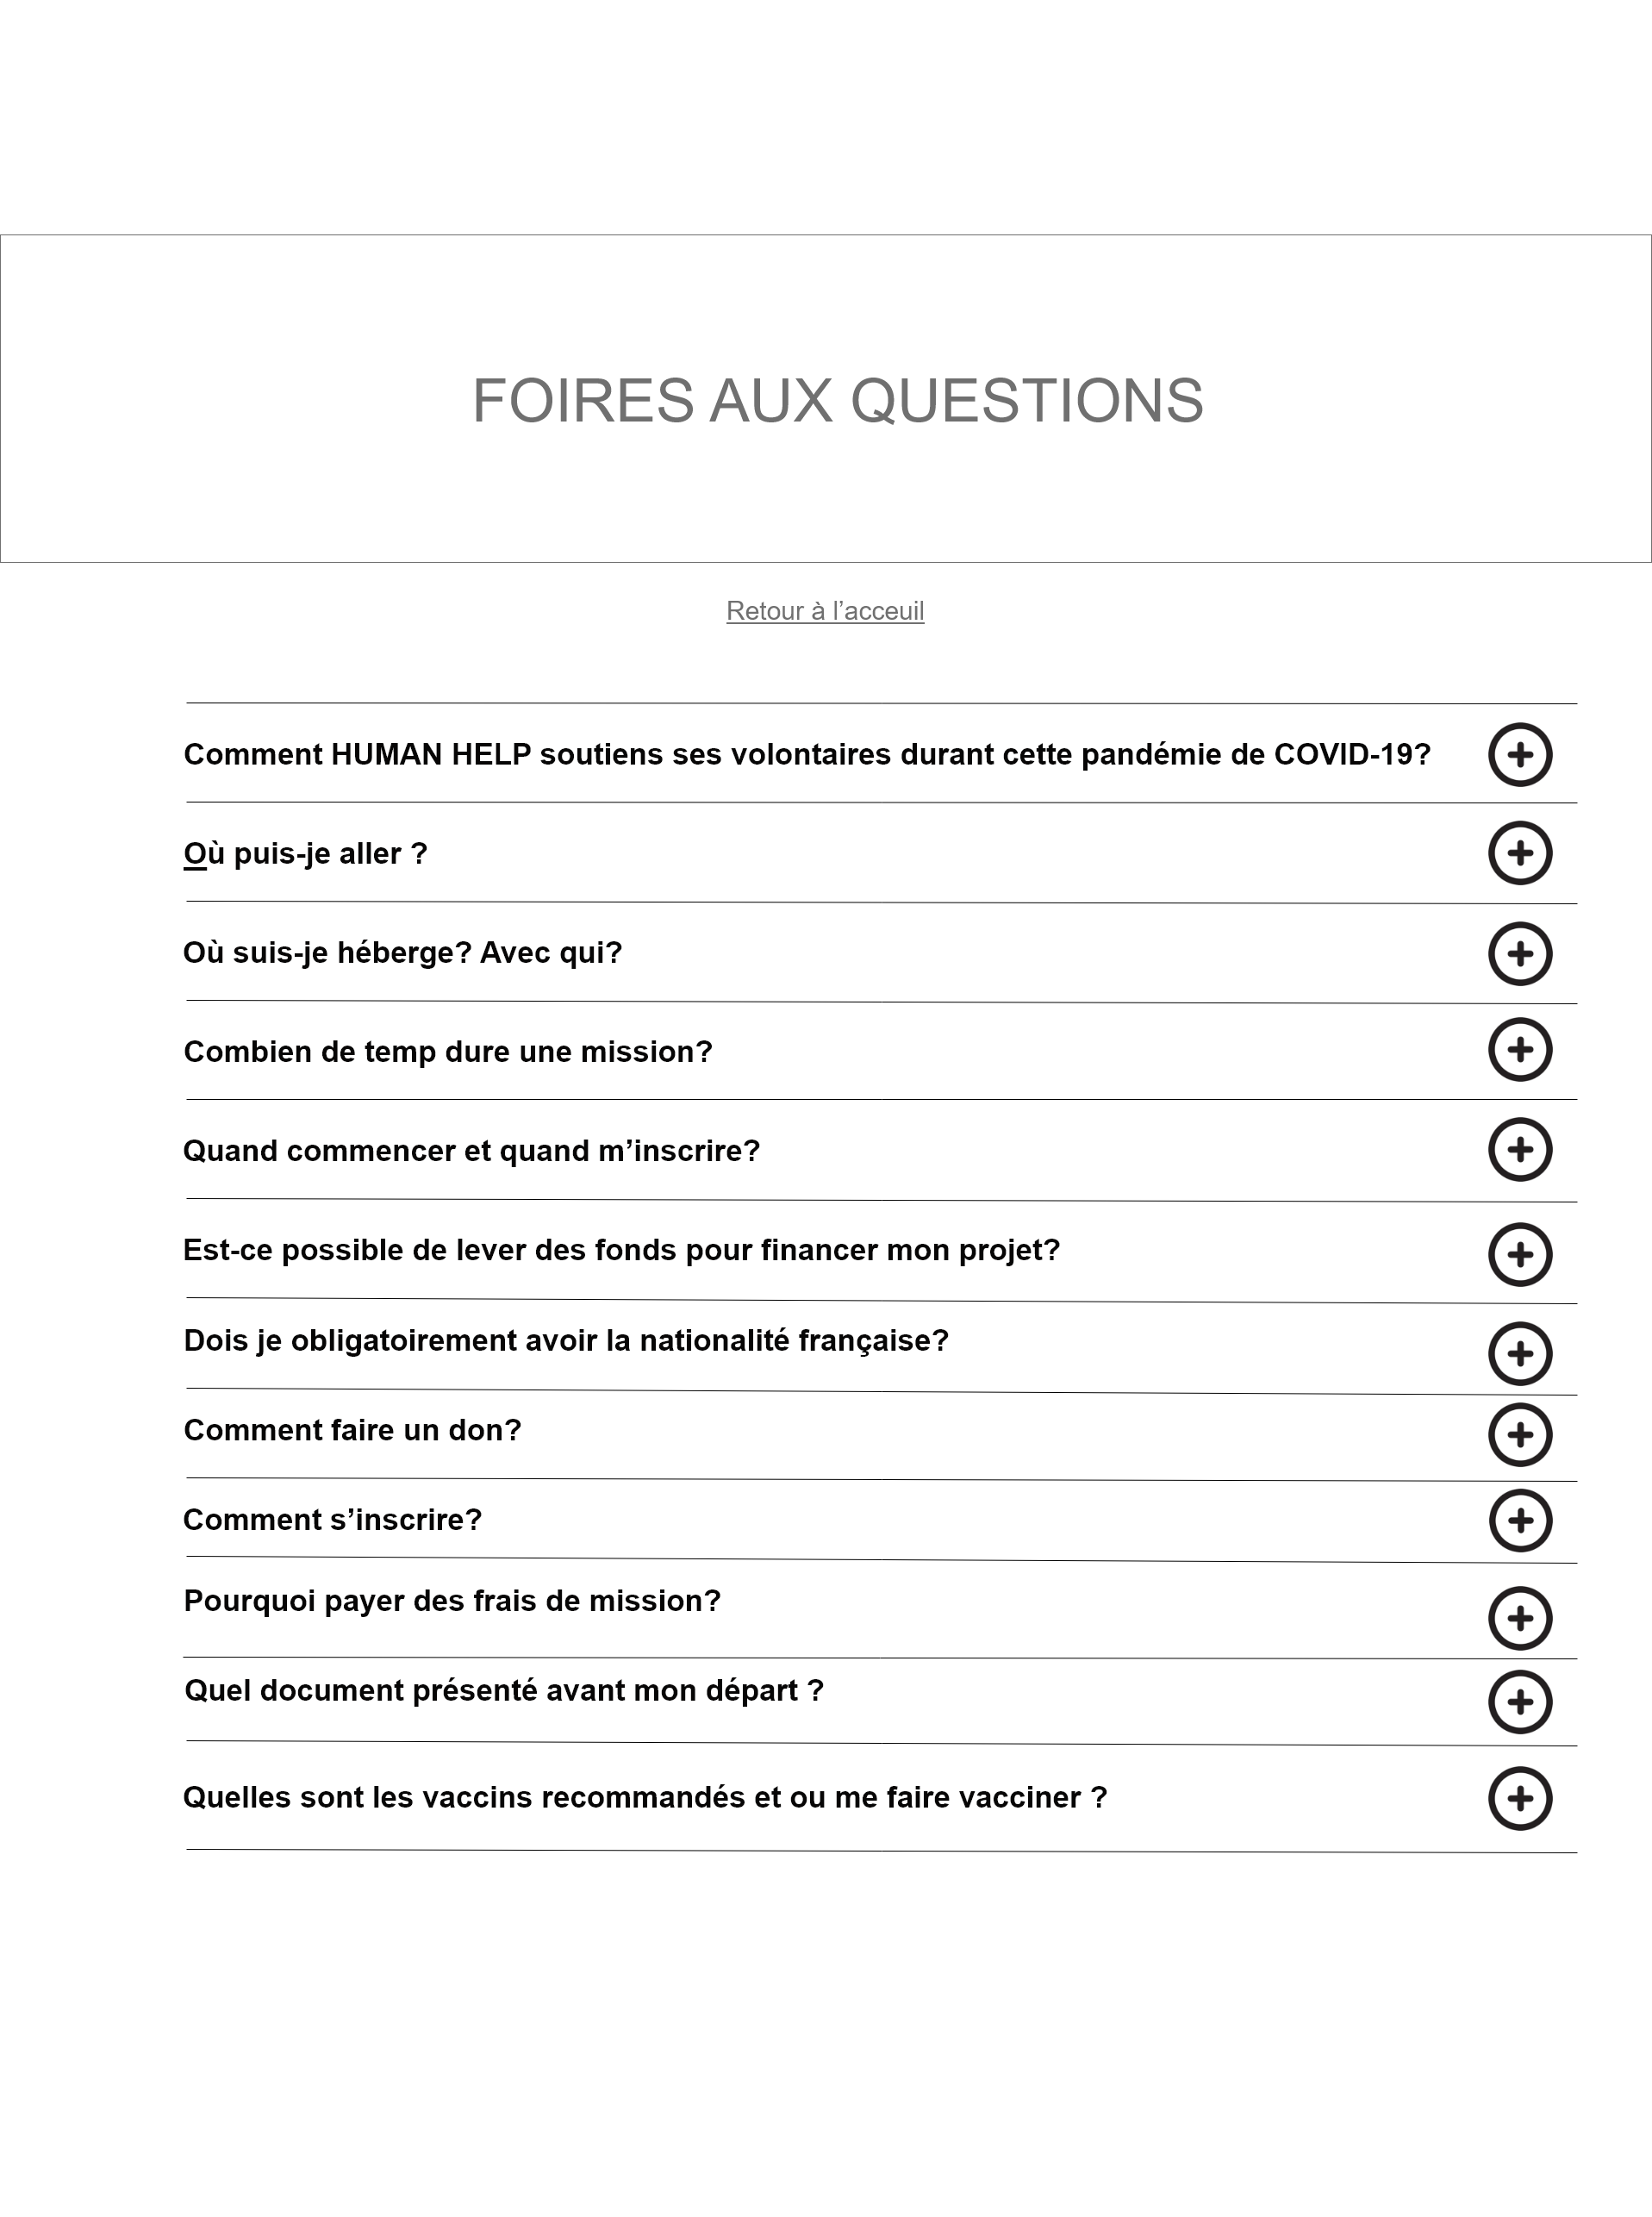 FOIRES AUX QUESTIONS
Retour à l’acceuil
Comment HUMAN HELP soutiens ses volontaires durant cette pandémie de COVID-19?
Où puis-je aller ?
Où suis-je héberge? Avec qui?
Combien de temp dure une mission?
Quand commencer et quand m’inscrire?
Est-ce possible de lever des fonds pour financer mon projet?
Dois je obligatoirement avoir la nationalité française?
Comment faire un don?
Comment s’inscrire?
Pourquoi payer des frais de mission?
Quel document présenté avant mon départ ?
Quelles sont les vaccins recommandés et ou me faire vacciner ?